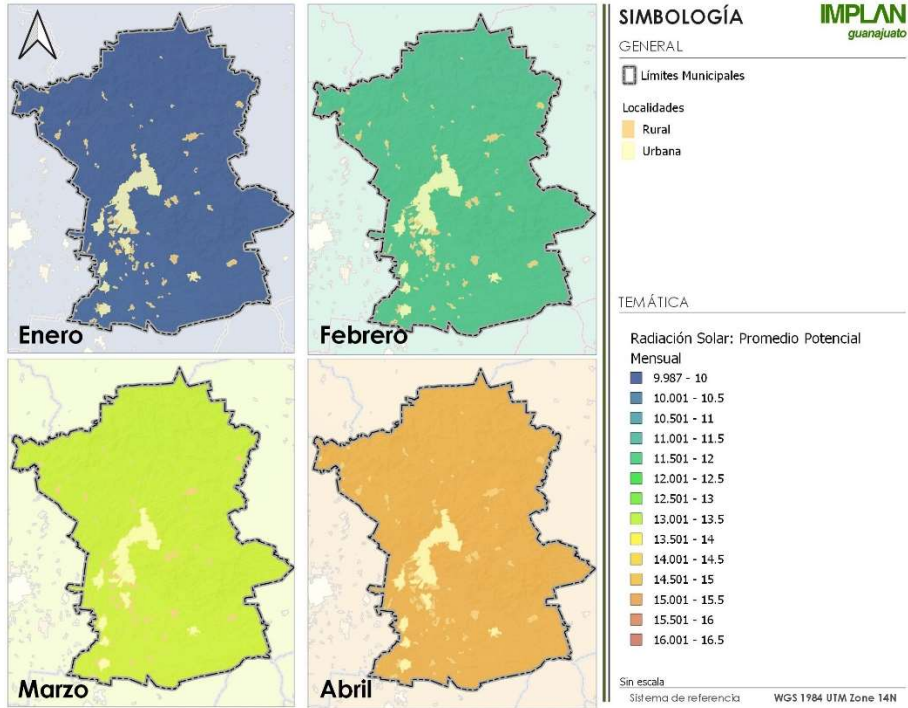 Enero
Febrero
Marzo
Abril
SIMBOLOGÍA
IMPLAN
guanajuato
GENERAL
Límites Municipales
Localidades
Rural
Urbana
TEMÁTICA
Radiación Solar: Promedio Potencial
Mensual
9.987 - 10
10.001 - 10.5
10.501 - 11
11.001 - 11.5
11.501 - 12
12.001 - 12.5
12.501 - 13
13.001 - 13.5
13.501 - 14
14.001 - 14.5
14.501 - 15
15.001 - 15.5
15.501 - 16
16.001 - 16.5
Sin escala
Sistema de referencia WGS 1984 UTM Zone 14N